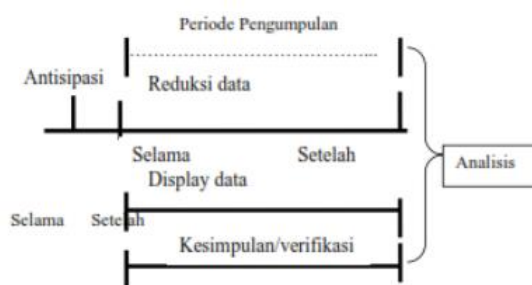 Periode Pengumpulan
Antisipasi
Reduksi data
Selama Setelah
Display data
Analisis
Selama Setelah
Kesimpulan/verifikasi